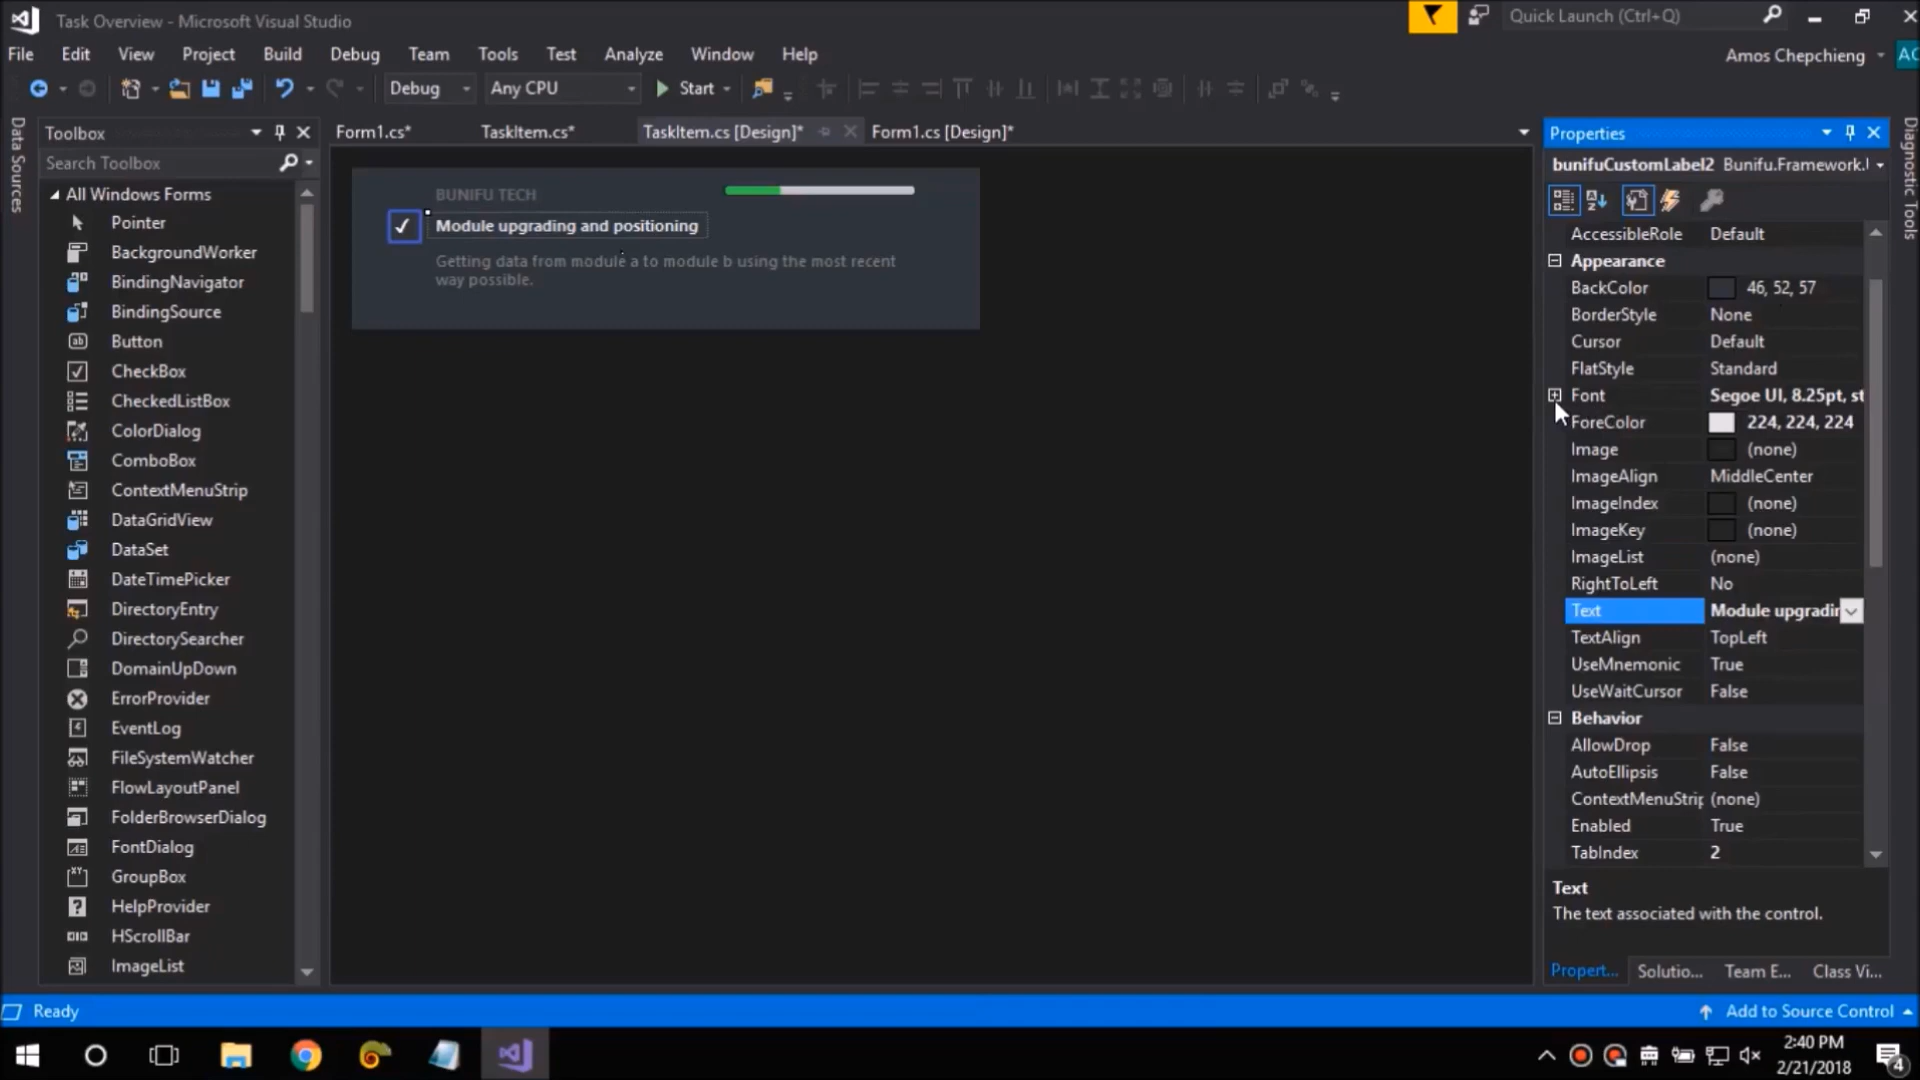 Task Overview - Microsoft Visual Studio
Quick Launch (Ctrl+Q)
File Edit View Project Build Debug Team Tools Test Analyze Window Help
Amos Chepchieng
AC
Debug Any CPU Start
Data Sources
Toolbox
Search Toolbox
All Windows Forms
Pointer
BackgroundWorker
BindingNavigator
BindingSource
Button
CheckBox
CheckedListBox
ColorDialog
ComboBox
ContextMenuStrip
DataGridView
DataSet
DateTimePicker
DirectoryEntry
DirectorySearcher
DomainUpDown
ErrorProvider
EventLog
FileSystemWatcher
FlowLayoutPanel
FolderBrowserDialog
FontDialog
GroupBox
HelpProvider
HScrollBar
ImageList
Form1.cs* TaskItem.cs* TaskItem.cs [Design]* Form1.cs [Design]*
BUNIFU TECH
Module upgrading and positioning
Getting data from module a to module b using the most recent
way possible.
Properties
bunifuCustomLabel2 Bunifu.Framework.
AccessibleRole Default
Appearance
BackColor 46, 52, 57
BorderStyle None
Cursor Default
FlatStyle Standard
Font Segoe UI, 8.25pt, st
ForeColor 224, 224, 224
Image (none)
ImageAlign MiddleCenter
ImageIndex (none)
ImageKey (none)
ImageList (none)
RightToLeft No
Text Module upgradin
TextAlign TopLeft
UseMnemonic True
UseWaitCursor False
Behavior
AllowDrop False
AutoEllipsis False
ContextMenuStrip (none)
Enabled True
TabIndex 2
Text
The text associated with the control.
Propert... Solutio... Team E... Class Vi...
Diagnostic Tools
Ready
Add to Source Control
2:40 PM
2/21/2018
4